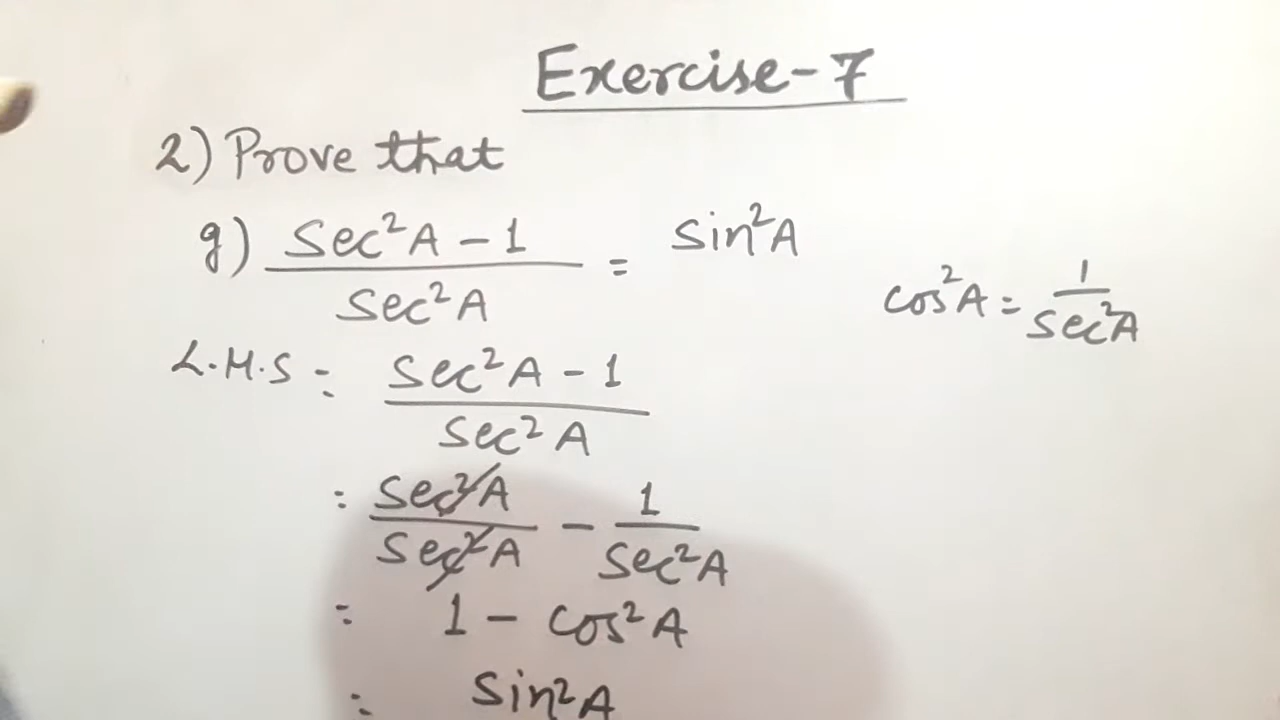 Exercise-7
2) Prove that
g) (Sec²A - 1) / (Sec²A) = Sin²A
cos²A = 1 / sec²A
L.H.S = (Sec²A - 1) / (Sec²A)
= (Sec²A) / (Sec²A) - 1 / (Sec²A)
= 1 - cos²A
= Sin²A